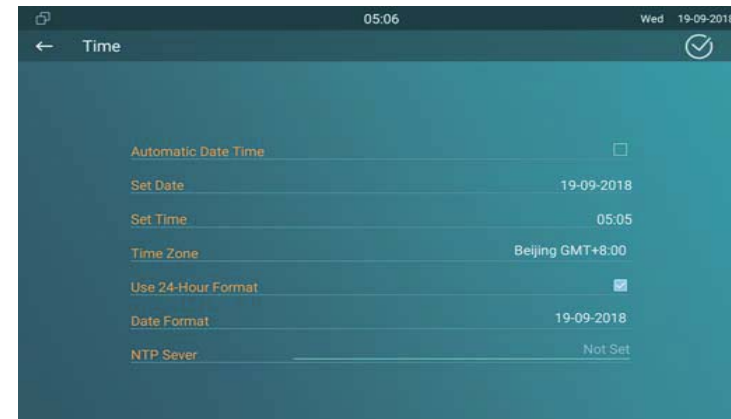 05:06 Wed 19-09-2018
Time
Automatic Date Time
Set Date 19-09-2018
Set Time 05:05
Time Zone Beijing GMT+8:00
Use 24-Hour Format
Date Format 19-09-2018
NTP Sever Not Set